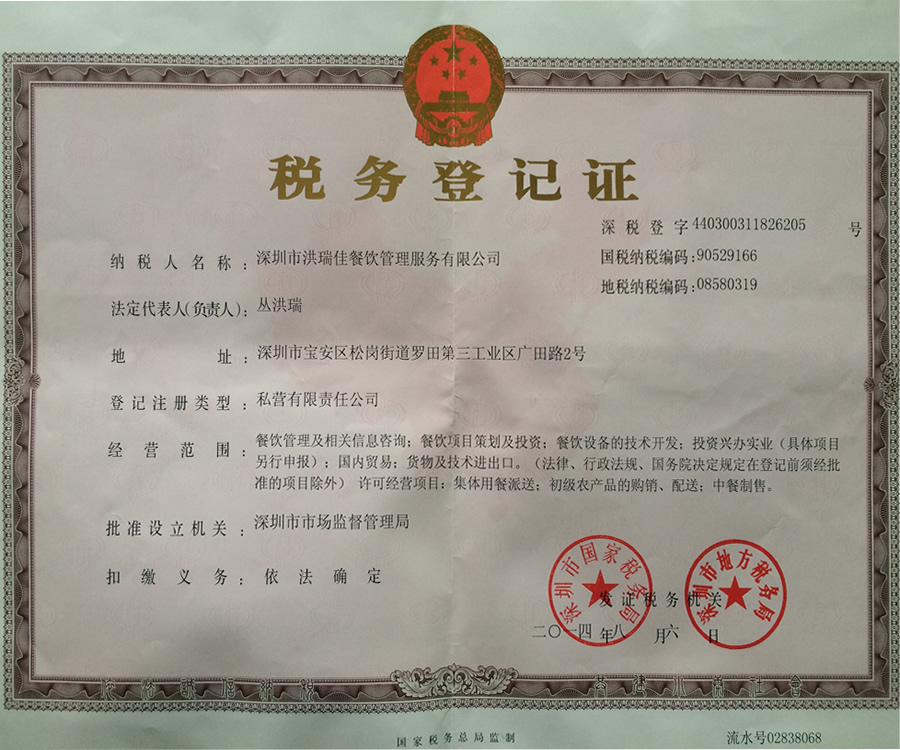 税务登记证
深税登字440300311826205号
国税纳税编码:90529166
地税纳税编码:08580319
纳税人名称:深圳市洪瑞佳餐饮管理服务有限公司
法定代表人(负责人):丛洪瑞
地址:深圳市宝安区松岗街道罗田第三工业区广田路2号
登记注册类型:私营有限责任公司
经营范围:餐饮管理及相关信息咨询;餐饮项目策划及投资;餐饮设备的技术开发;投资兴办实业(具体项目
另行申报);国内贸易;货物及技术进出口。(法律、行政法规、国务院决定规定在登记前须经批
准的项目除外) 许可经营项目:集体用餐派送;初级农产品的购销、配送;中餐制售。
批准设立机关:深圳市市场监督管理局
扣缴义务:依法确定
深圳市国家税务局
深圳市地方税务局
发证税务机关
二〇一四年八月六日
国家税务总局监制
流水号02838068